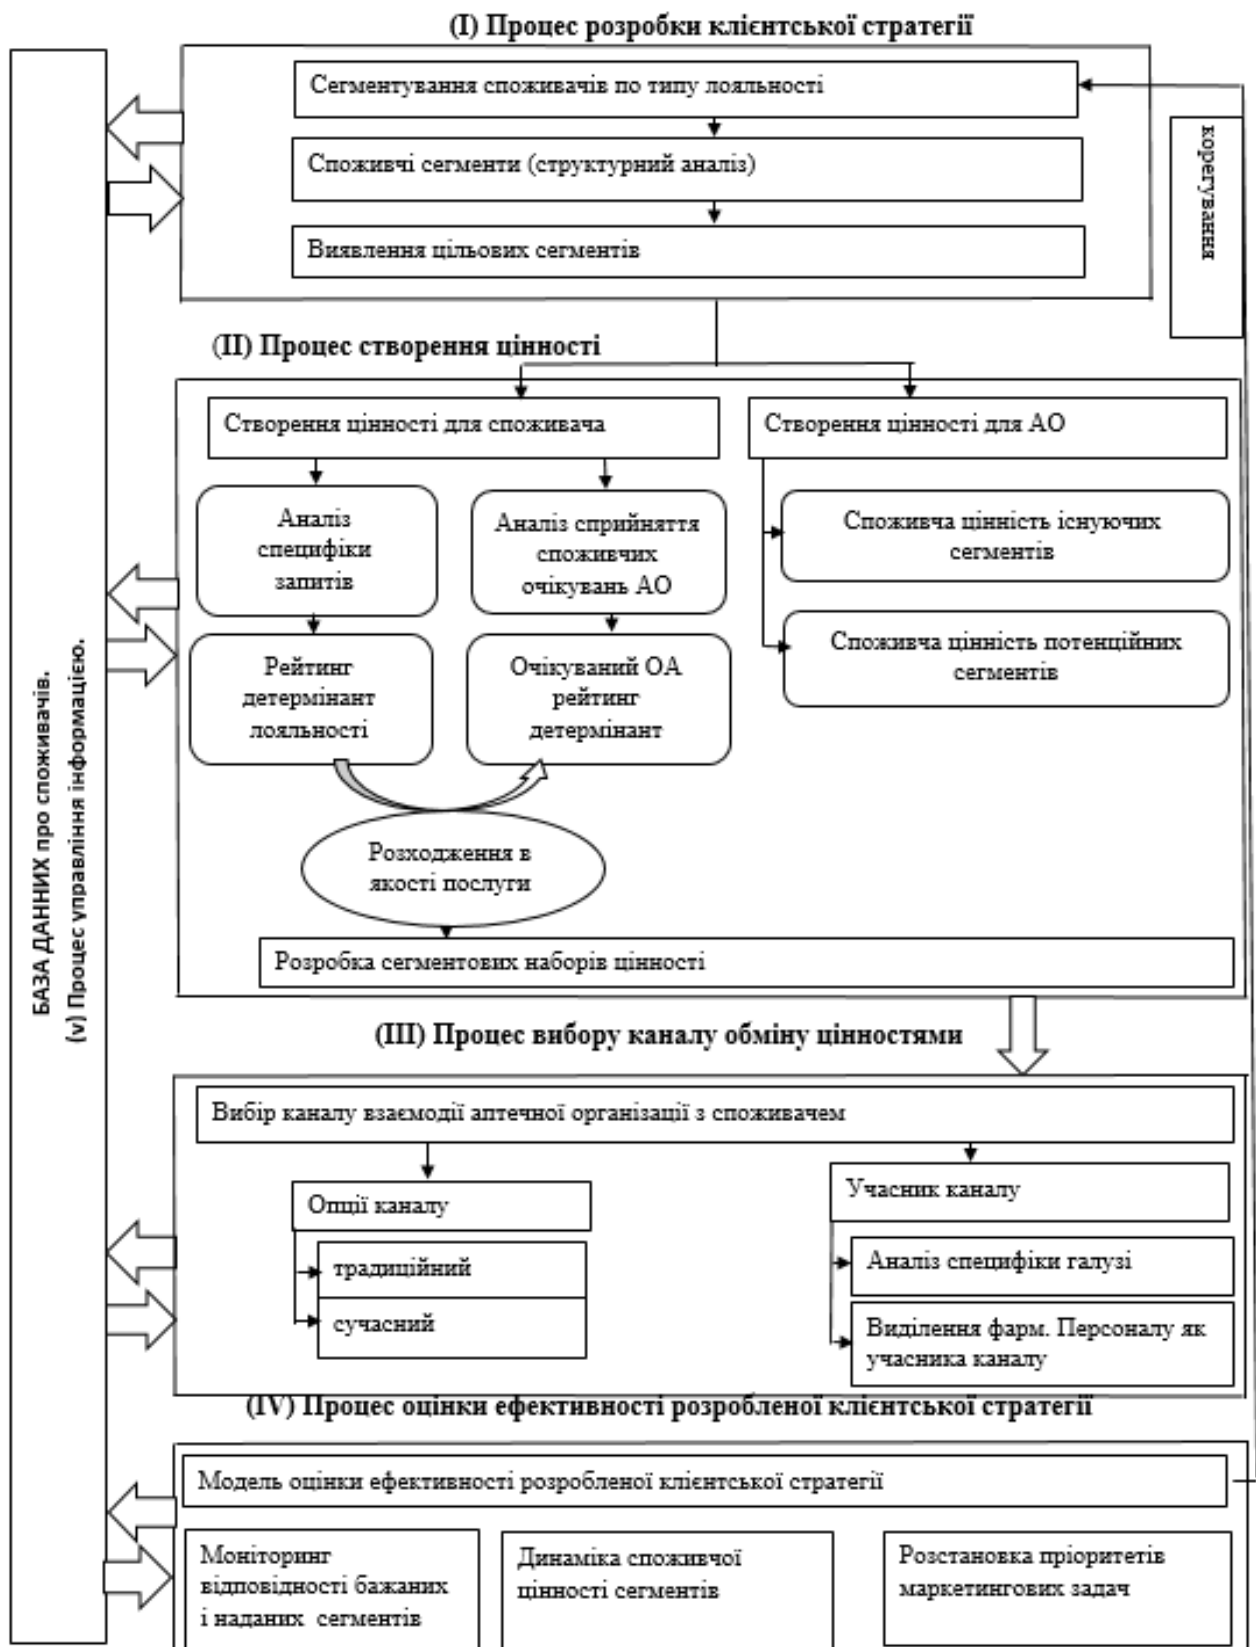 (I) Процес розробки клієнтської стратегії
Сегментування споживачів по типу лояльності
Споживчі сегменти (структурний аналіз)
Виявлення цільових сегментів
корегування
(II) Процес створення цінності
Створення цінності для споживача
Створення цінності для АО
Аналіз
специфіки
запитів
Аналіз сприйняття
споживчих
очікувань АО
Споживча цінність існуючих
сегментів
Рейтинг
детермінант
лояльності
Очікуваний ОА
рейтинг
детермінант
Споживча цінність потенційних
сегментів
Розходження в
якості послуги
Розробка сегментових наборів цінності
БАЗА ДАННИХ про споживачів.
(v) Процес управління інформацією.
(III) Процес вибору каналу обміну цінностями
Вибір каналу взаємодії аптечної організації з споживачем
Опції каналу
традиційний
сучасний
Учасник каналу
Аналіз специфіки галузі
Виділення фарм. Персоналу як
учасника каналу
(IV) Процес оцінки ефективності розробленої клієнтської стратегії
Модель оцінки ефективності розробленої клієнтської стратегії
Моніторинг
відповідності бажаних
і наданих сегментів
Динаміка споживчої
цінності сегментів
Розстановка пріоритетів
маркетингових задач